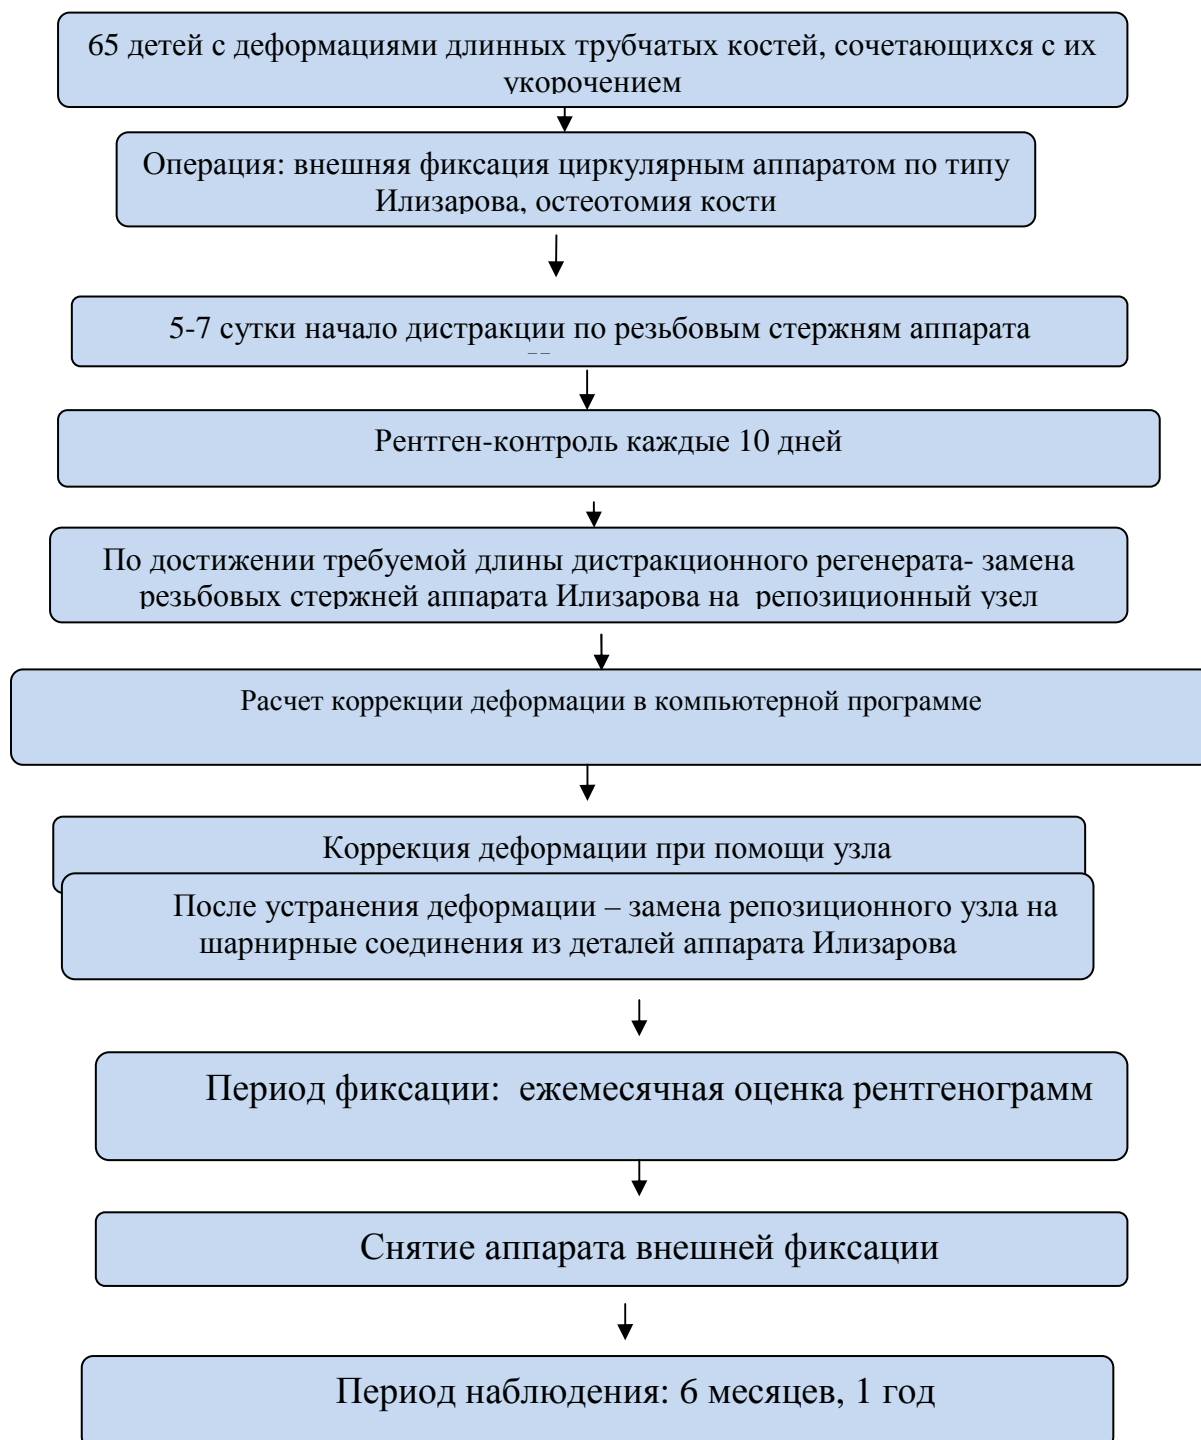 65 детей с деформациями длинных трубчатых костей, сочетающихся с их
укорочением
Операция: внешняя фиксация циркулярным аппаратом по типу
Илизарова, остеотомия кости
5-7 сутки начало дистракции по резьбовым стержням аппарата
Рентген-контроль каждые 10 дней
По достижении требуемой длины дистракционного регенерата- замена
резьбовых стержней аппарата Илизарова на репозиционный узел
Расчет коррекции деформации в компьютерной программе
Коррекция деформации при помощи узла
После устранения деформации – замена репозиционного узла на
шарнирные соединения из деталей аппарата Илизарова
Период фиксации: ежемесячная оценка рентгенограмм
Снятие аппарата внешней фиксации
Период наблюдения: 6 месяцев, 1 год